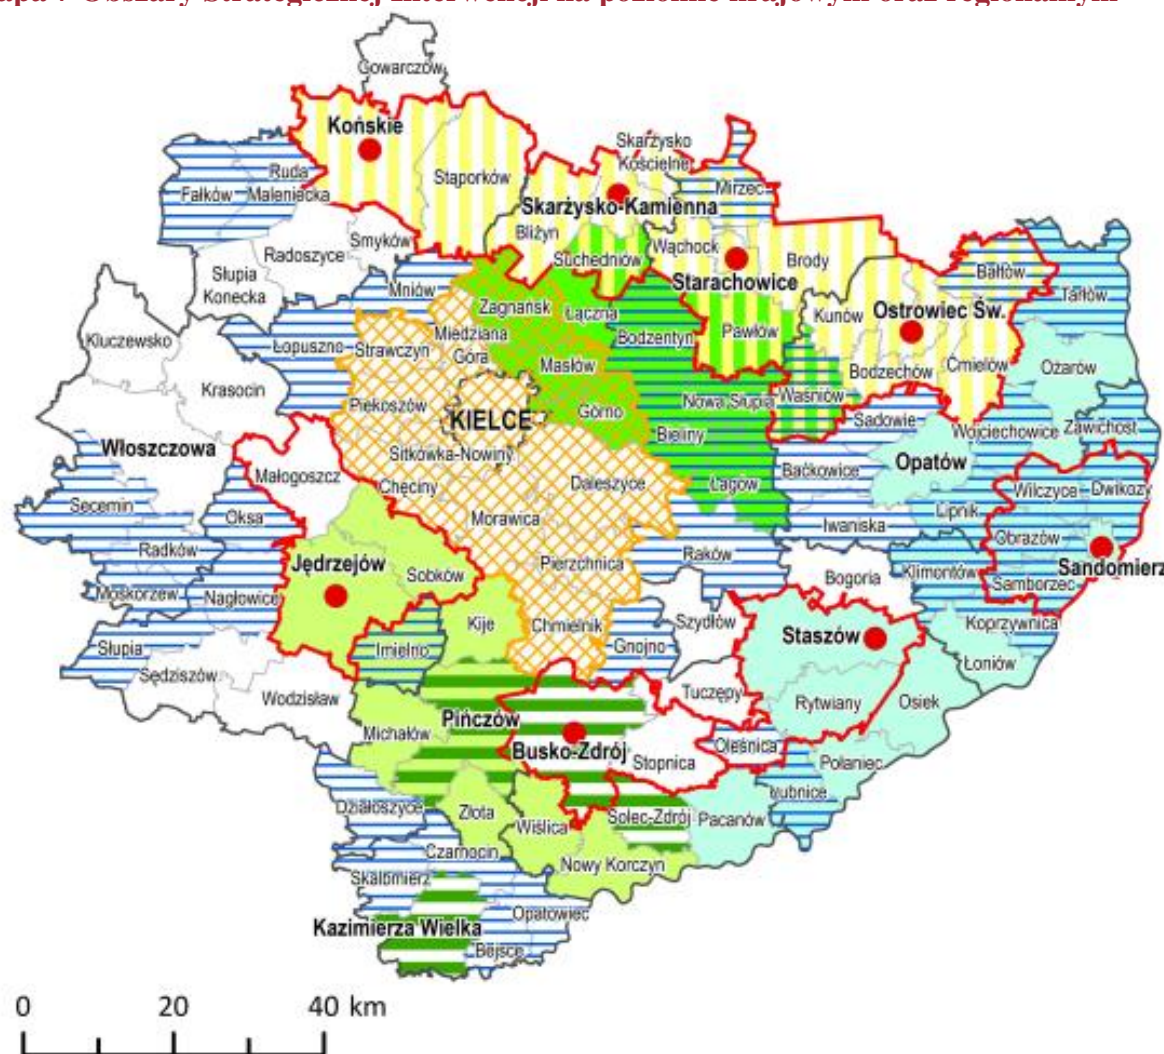 apa 7 Obszary Strategicznej Interwencji na poziomie krajowym oraz regionalnym
Gowarczów
Końskie
Stąporków
Skarżysko
Kościelne
Ruda
Maleniecka
Fałków
Mirzec
Skarżysko-Kamienna
Bliżyn
Smyków
Radoszyce
Wąchock
Brody
Suchedniów
Słupia
Konecka
Starachowice
Bałtów
Tarłów
Mniów
Zagnańsk
Łączna
Kunów
Ostrowiec Św.
Kluczewsko
Łopuszno
Strawczyn
Miedziana
Góra
Bodzentyn
Pawłów
Masłów
Bodzechów
Ćmielów
Ożarów
Krasocin
Piekoszów
KIELCE
Górno
Nowa Słupia
Waśniów
Sadowie
Wojciechowice
Zawichost
Włoszczowa
Sitkówka-Nowiny
Bieliny
Małogoszcz
Chęciny
Daleszyce
Łagów
Baćkowice
Opatów
Wilczyce
Dwikozy
Secemin
Oksa
Morawica
Iwaniska
Lipnik
Obrazów
Radków
Jędrzejów
Sobków
Pierzchnica
Raków
Bogoria
Klimontów
Sandomierz
Samborzec
Moskorzew
Nagłowice
Kije
Chmielnik
Szydłów
Staszów
Koprzywnica
Słupia
Imielno
Gnojno
Łoniów
Sędziszów
Wodzisław
Tuczępy
Rytwiany
Osiek
Michałów
Pińczów
Busko-Zdrój
Stopnica
Oleśnica
Połaniec
Łubnice
Działoszyce
Złota
Wiślica
Solec-Zdrój
Pacanów
Czarnocin
Nowy Korczyn
Skalbmierz
Kazimierza Wielka
Opatowiec
Bejsce
0 20 40 km